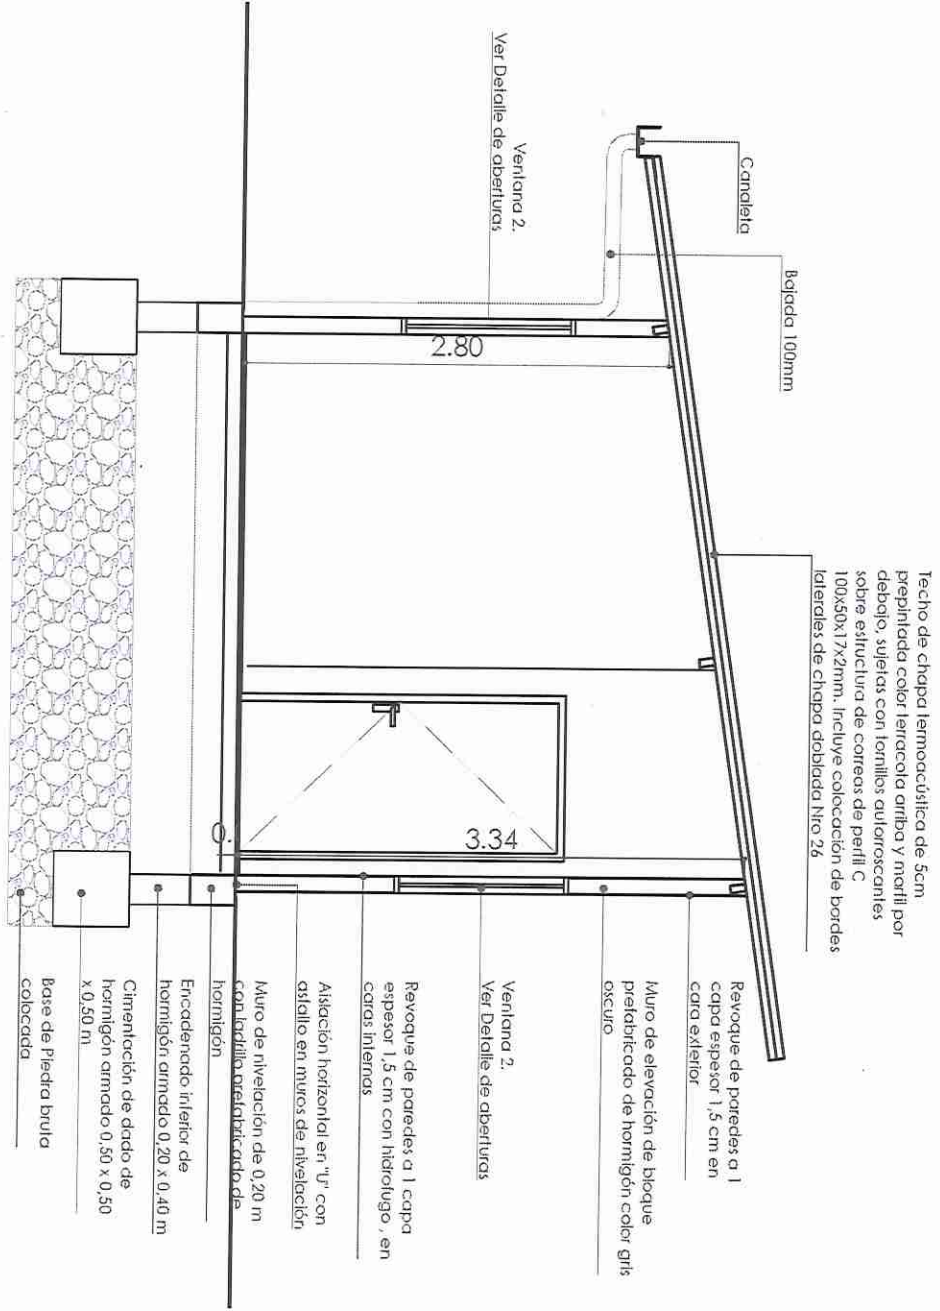 Techo de chapa termoacústica de 5cm
prepintada color terracota arriba y marfil por
debajo, sujetas con tornillos autorroscantes
sobre estructura de correas de perfil C
100x50x17x2mm. Incluye colocación de bordes
laterales de chapa doblada Nro 26
Bajada 100mm
Canaleta
Ventana 2.
Ver Detalle de aberturas
2.80
3.34
0.
Revoque de paredes a 1
capa espesor 1,5 cm en
cara exterior
Muro de elevación de bloque
prefabricado de hormigón color gris
oscuro
Ventana 2.
Ver Detalle de aberturas
Revoque de paredes a 1 capa
espesor 1,5 cm con hidrofugo , en
caras internas
Aislación horizontal en "U" con
asfalto en muros de nivelación
Muro de nivelación de 0,20 m
con ladrillo prefabricado de
hormigón
Encadenado inferior de
hormigón armado 0,20 x 0,40 m
Cimentación de dado de
hormigón armado 0,50 x 0,50
x 0,50 m
Base de Piedra bruta
colocada